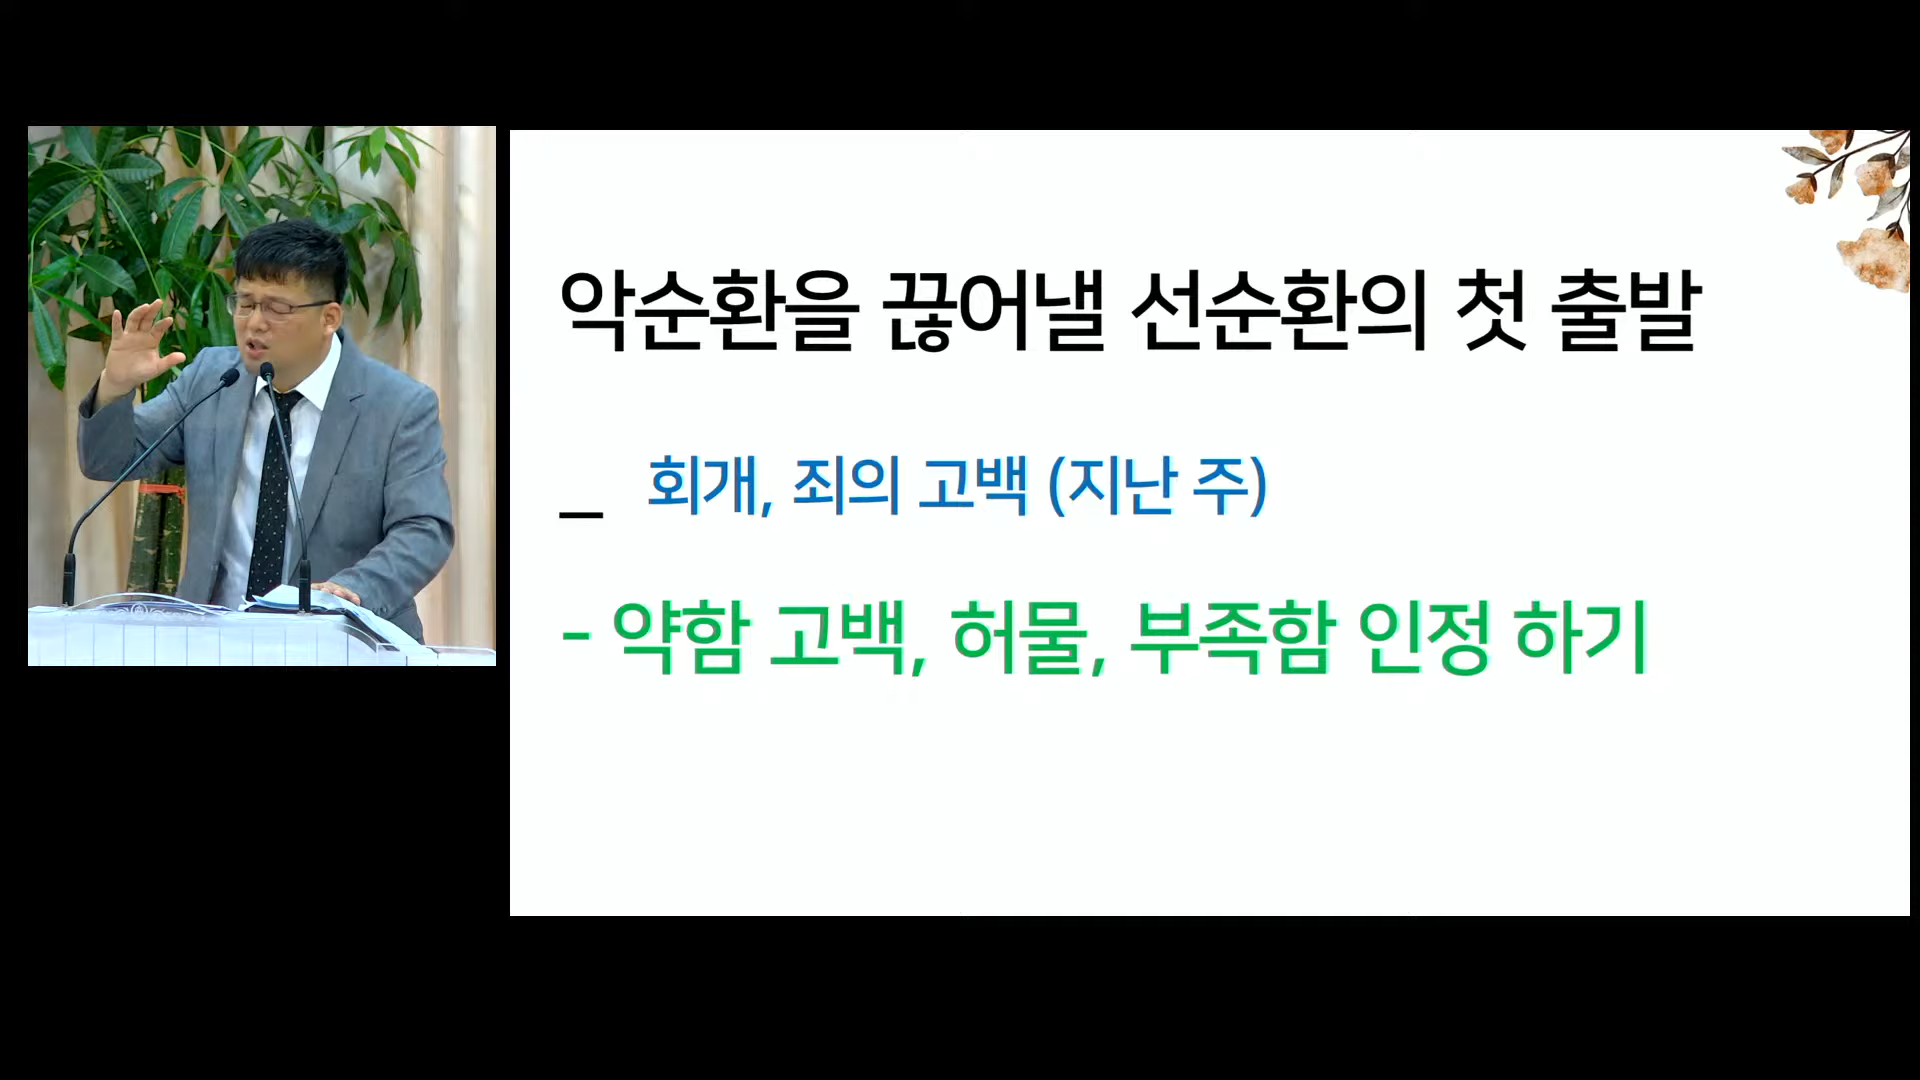 악순환을 끊어낼 선순환의 첫 출발
_ 회개, 죄의 고백 (지난 주)
- 약함 고백, 허물, 부족함 인정 하기